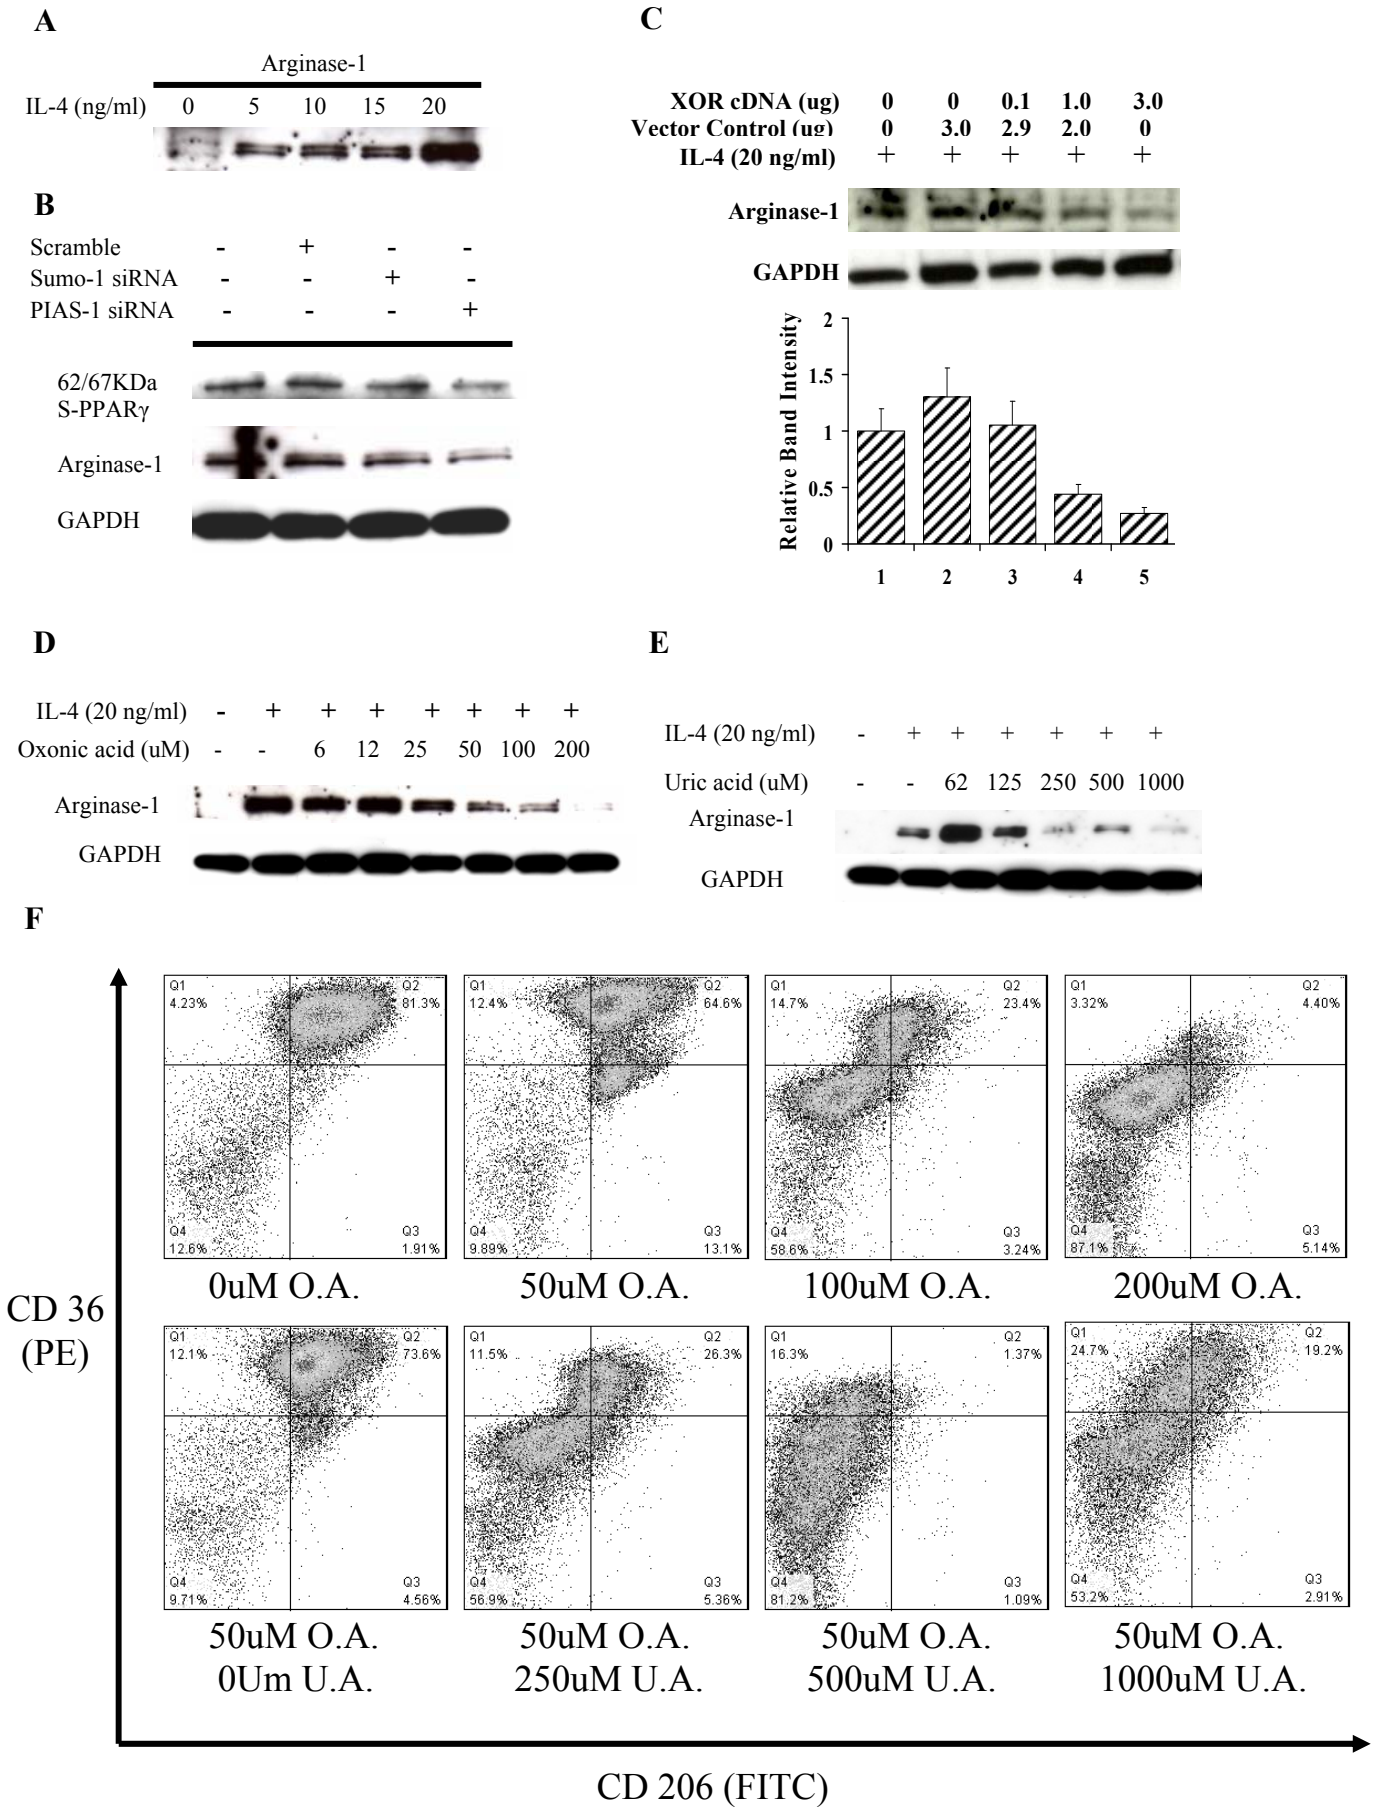 A
Arginase-1
IL-4 (ng/ml) 0 5 10 15 20
B
Scramble - + - -
Sumo-1 siRNA - - + -
PIAS-1 siRNA - - - +
62/67KDa
S-PPARγ
Arginase-1
GAPDH
C
XOR cDNA (ug) 0 0 0.1 1.0 3.0
Vector Control (ug) 0 3.0 2.9 2.0 0
IL-4 (20 ng/ml) + + + + +
Arginase-1
GAPDH
Relative Band Intensity
2
1.5
1
0.5
0
1 2 3 4 5
D
IL-4 (20 ng/ml) - + + + + + + +
Oxonic acid (uM) - - 6 12 25 50 100 200
Arginase-1
GAPDH
E
IL-4 (20 ng/ml) - + + + + + +
Uric acid (uM) - - 62 125 250 500 1000
Arginase-1
GAPDH
F
Q1 Q2 Q1 Q2 Q1 Q2 Q1 Q2
4.23% 81.3% 12.4% 64.6% 14.7% 23.4% 3.32% 4.40%
Q4 Q3 Q4 Q3 Q4 Q3 Q4 Q3
12.6% 1.91% 9.89% 13.1% 58.6% 3.24% 87.1% 5.14%
0uM O.A. 50uM O.A. 100uM O.A. 200uM O.A.
CD 36
(PE)
Q1 Q2 Q1 Q2 Q1 Q2 Q1 Q2
12.1% 73.6% 11.5% 26.3% 16.3% 1.37% 24.7% 19.2%
Q4 Q3 Q4 Q3 Q4 Q3 Q4 Q3
9.71% 4.56% 56.9% 5.36% 81.2% 1.09% 53.2% 2.91%
50uM O.A. 50uM O.A. 50uM O.A. 50uM O.A.
0Um U.A. 250uM U.A. 500uM U.A. 1000uM U.A.
CD 206 (FITC)